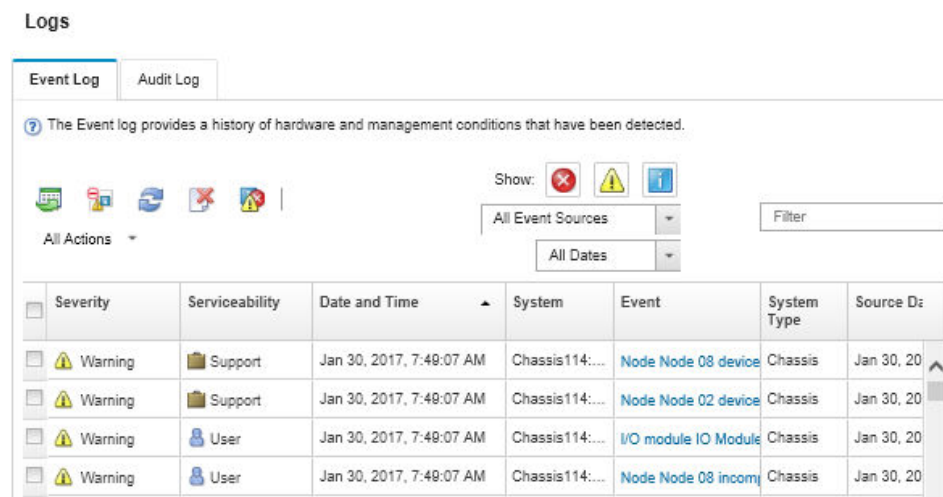 Logs
Event Log Audit Log
? The Event log provides a history of hardware and management conditions that have been detected.
Show:
All Event Sources
Filter
All Actions
All Dates
Severity Serviceability Date and Time System Event System Type Source Da
Warning Support Jan 30, 2017, 7:49:07 AM Chassis114:... Node Node 08 device Chassis Jan 30, 20
Warning Support Jan 30, 2017, 7:49:07 AM Chassis114:... Node Node 02 device Chassis Jan 30, 20
Warning User Jan 30, 2017, 7:49:07 AM Chassis114:... I/O module IO Module Chassis Jan 30, 20
Warning User Jan 30, 2017, 7:49:07 AM Chassis114:... Node Node 08 incom Chassis Jan 30, 20